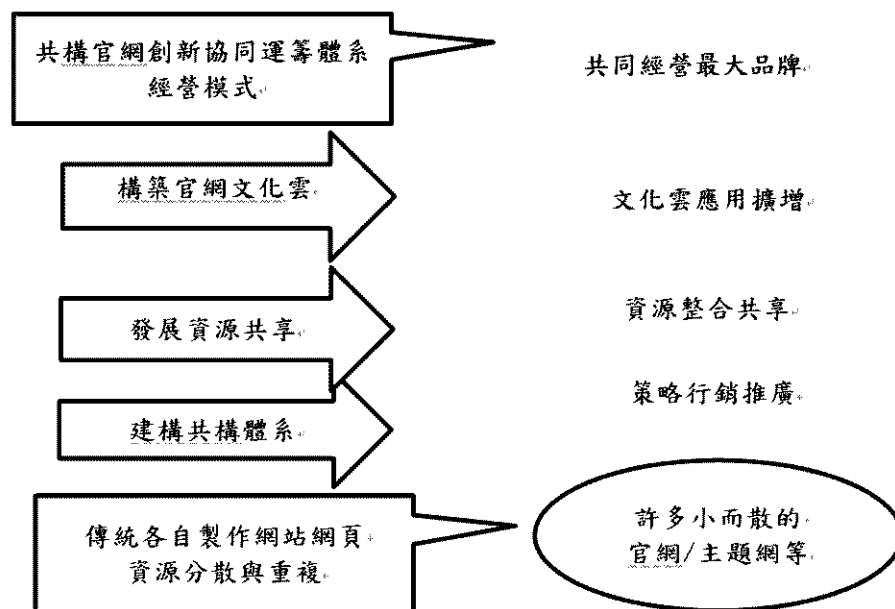 共構官網創新協同運籌體系
經營模式
共同經營最大品牌
構築官網文化雲
文化雲應用擴增
發展資源共享
資源整合共享
策略行銷推廣
建構共構體系
傳統各自製作網站網頁
資源分散與重複
許多小而散的
官網/主題網等